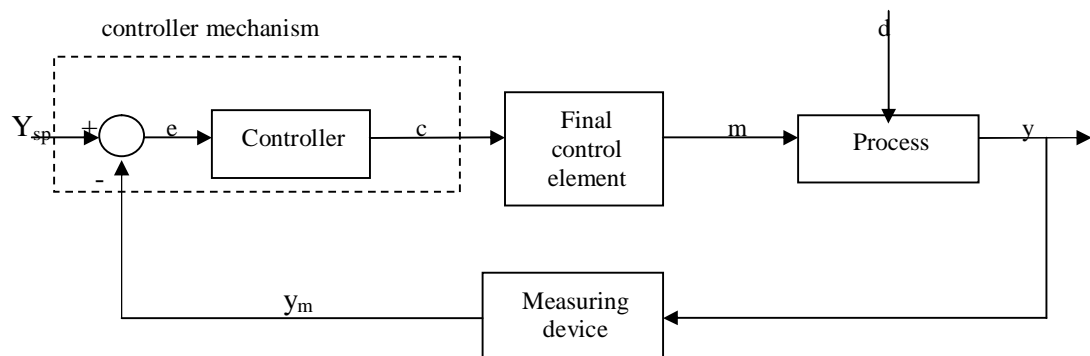 controller mechanism
d
Y_sp
+
e
Controller
c
Final
control
element
m
Process
y
-
y_m
Measuring
device